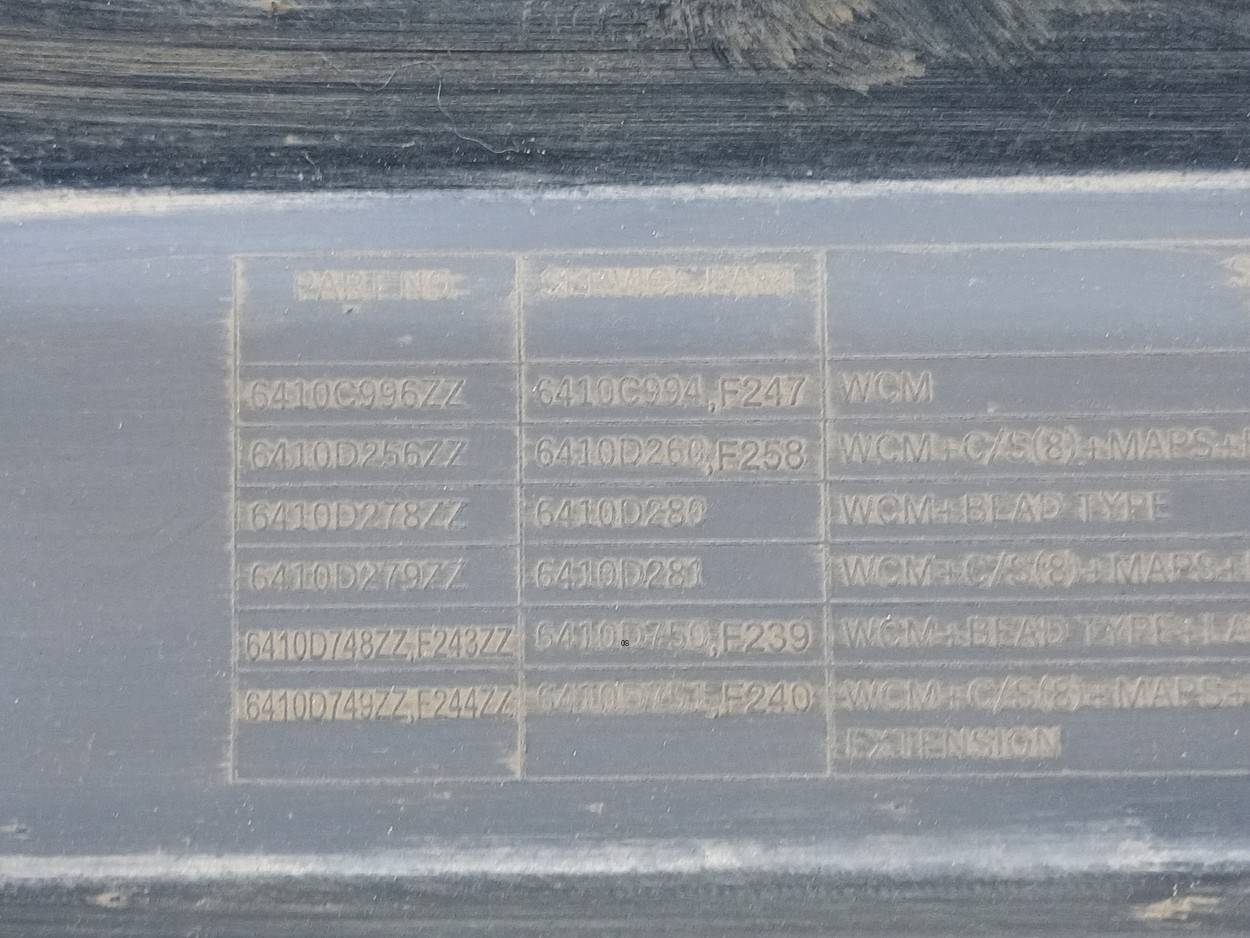 PART NO. SERVICE PART
6410C996ZZ 6410C994,F247 WCM
6410D256ZZ 6410D260,F258 WCM+C/S(8)+MAPS+
6410D278ZZ 6410D280 WCM+BEAD TYPE
6410D279ZZ 6410D281 WCM+C/S(8)+MAPS+
6410D748ZZ,F243ZZ 6410D750,F239 WCM+BEAD TYPE+LA
6410D749ZZ,F244ZZ 6410D751,F240 WCM+C/S(8)+MAPS+
EXTENSION